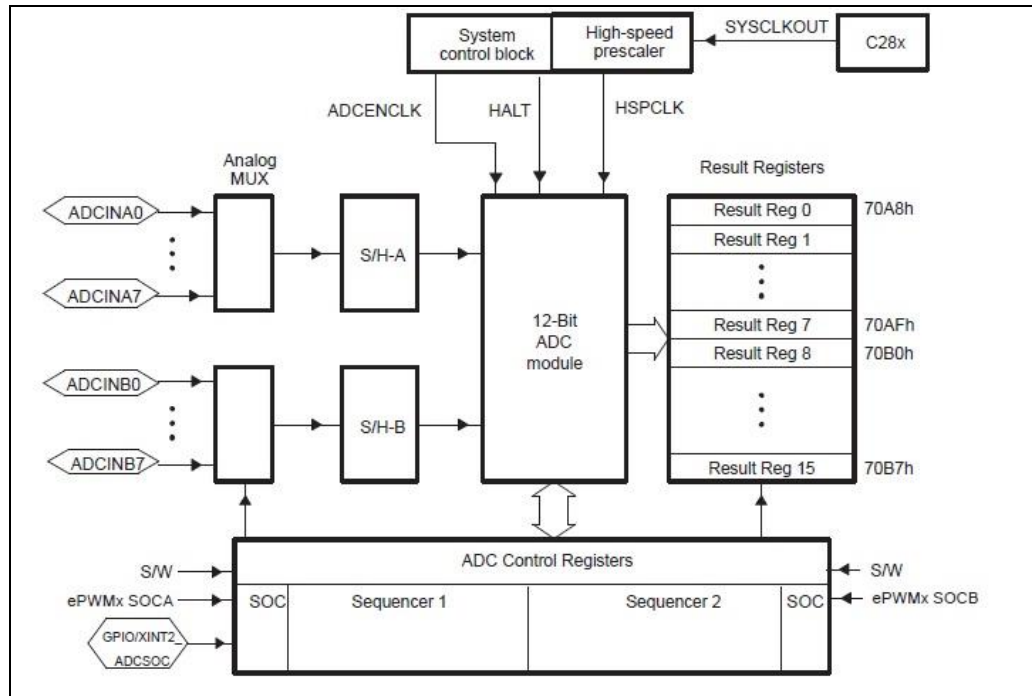 System
control block
High-speed
prescaler
SYSCLKOUT
C28x
ADCENCLK
HALT
HSPCLK
Analog
MUX
Result Registers
ADCINA0
ADCINA7
S/H-A
12-Bit
ADC
module
Result Reg 0
70A8h
Result Reg 1
Result Reg 7
70AFh
Result Reg 8
70B0h
ADCINB0
ADCINB7
S/H-B
Result Reg 15
70B7h
ADC Control Registers
S/W
S/W
ePWMx SOCA
SOC
Sequencer 1
Sequencer 2
SOC
ePWMx SOCB
GPIO/XINT2_
ADCSOC